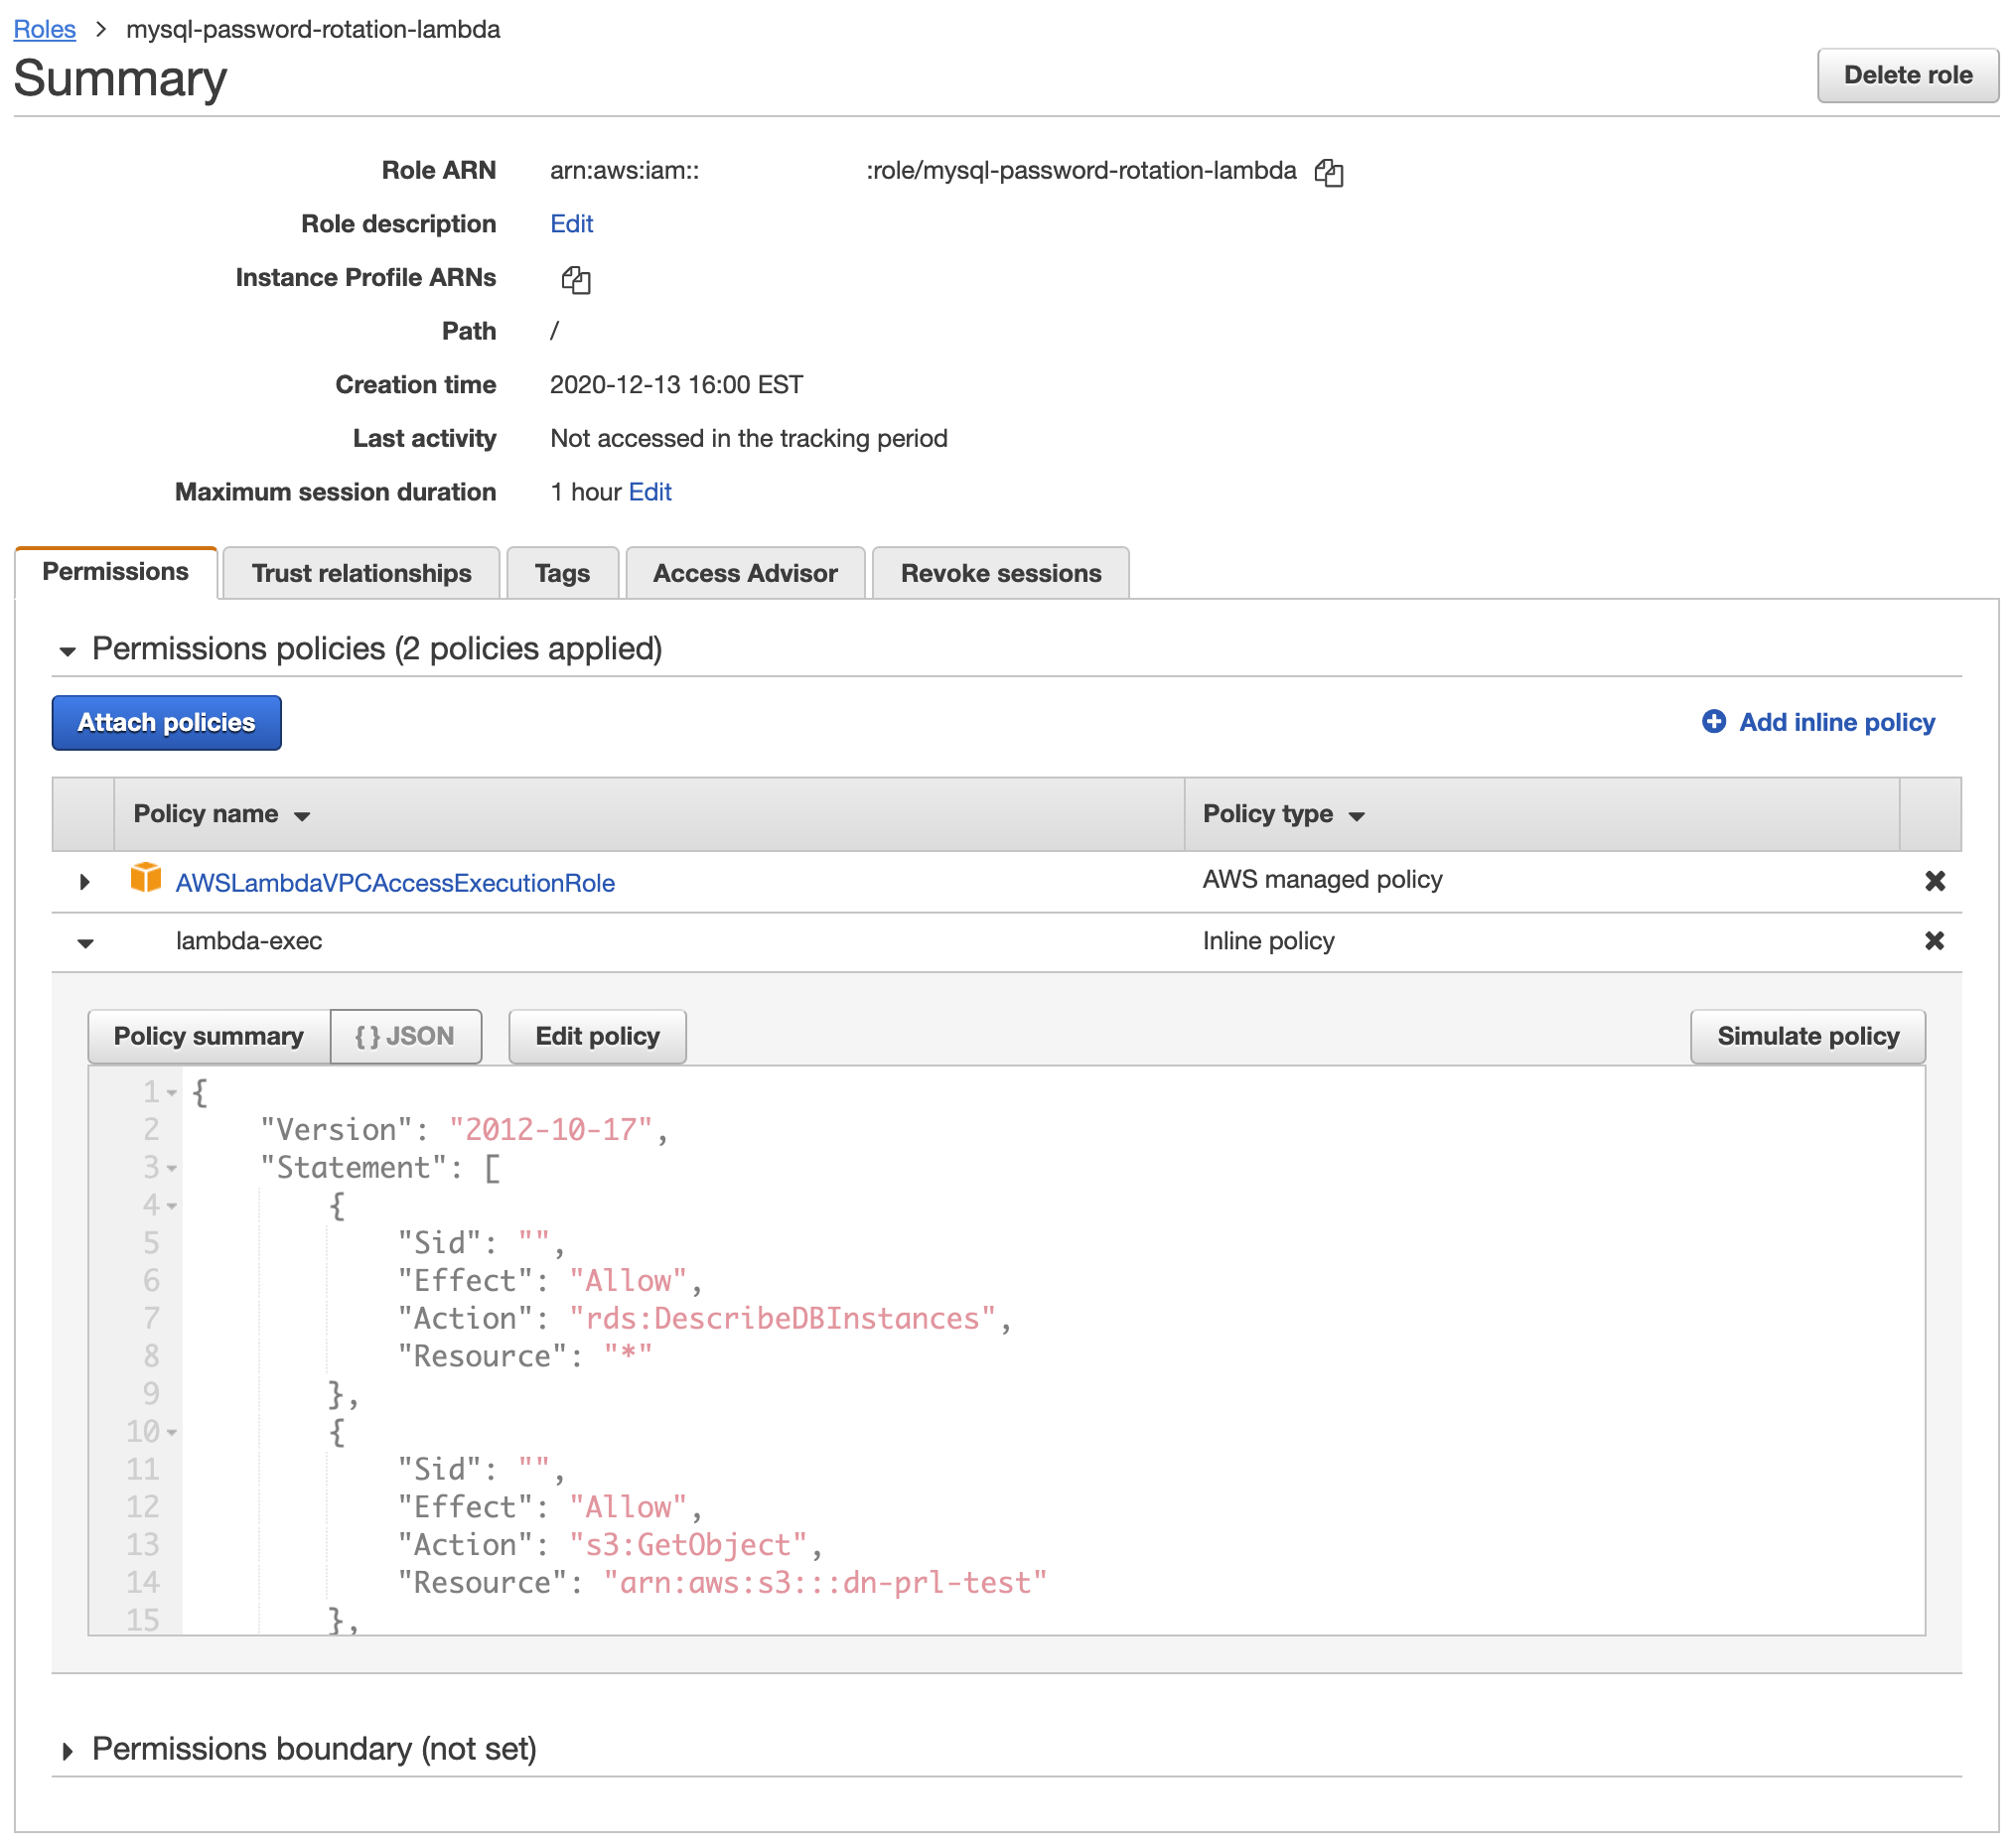 Roles > mysql-password-rotation-lambda
Summary
Delete role
Role ARN arn:aws:iam:: :role/mysql-password-rotation-lambda
Role description Edit
Instance Profile ARNs
Path /
Creation time 2020-12-13 16:00 EST
Last activity Not accessed in the tracking period
Maximum session duration 1 hour Edit
Permissions Trust relationships Tags Access Advisor Revoke sessions
Permissions policies (2 policies applied)
Attach policies Add inline policy
Policy name Policy type
AWSLambdaVPCAccessExecutionRole AWS managed policy
lambda-exec Inline policy
Policy summary {} JSON Edit policy Simulate policy
1 {
2 "Version": "2012-10-17",
3 "Statement": [
4 {
5 "Sid": "",
6 "Effect": "Allow",
7 "Action": "rds:DescribeDBInstances",
8 "Resource": "*"
9 },
10 {
11 "Sid": "",
12 "Effect": "Allow",
13 "Action": "s3:GetObject",
14 "Resource": "arn:aws:s3:::dn-prl-test"
15 },
Permissions boundary (not set)